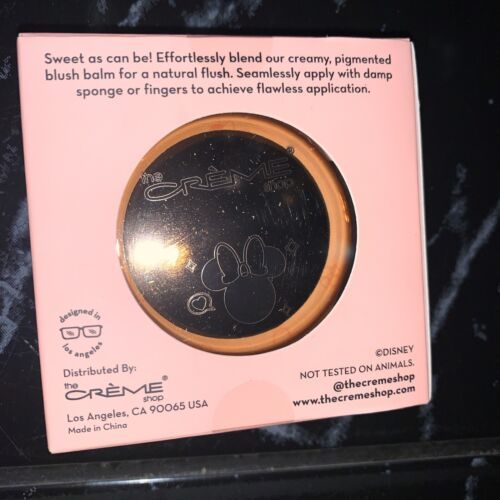 Sweet as can be! Effortlessly blend our creamy, pigmented
blush balm for a natural flush. Seamlessly apply with damp
sponge or fingers to achieve flawless application.
the
CRÈME®
shop
designed in
los angeles
Distributed By:
the
CRÈME®
shop
Los Angeles, CA 90065 USA
Made in China
©DISNEY
NOT TESTED ON ANIMALS.
@thecremeshop
www.thecremeshop.com